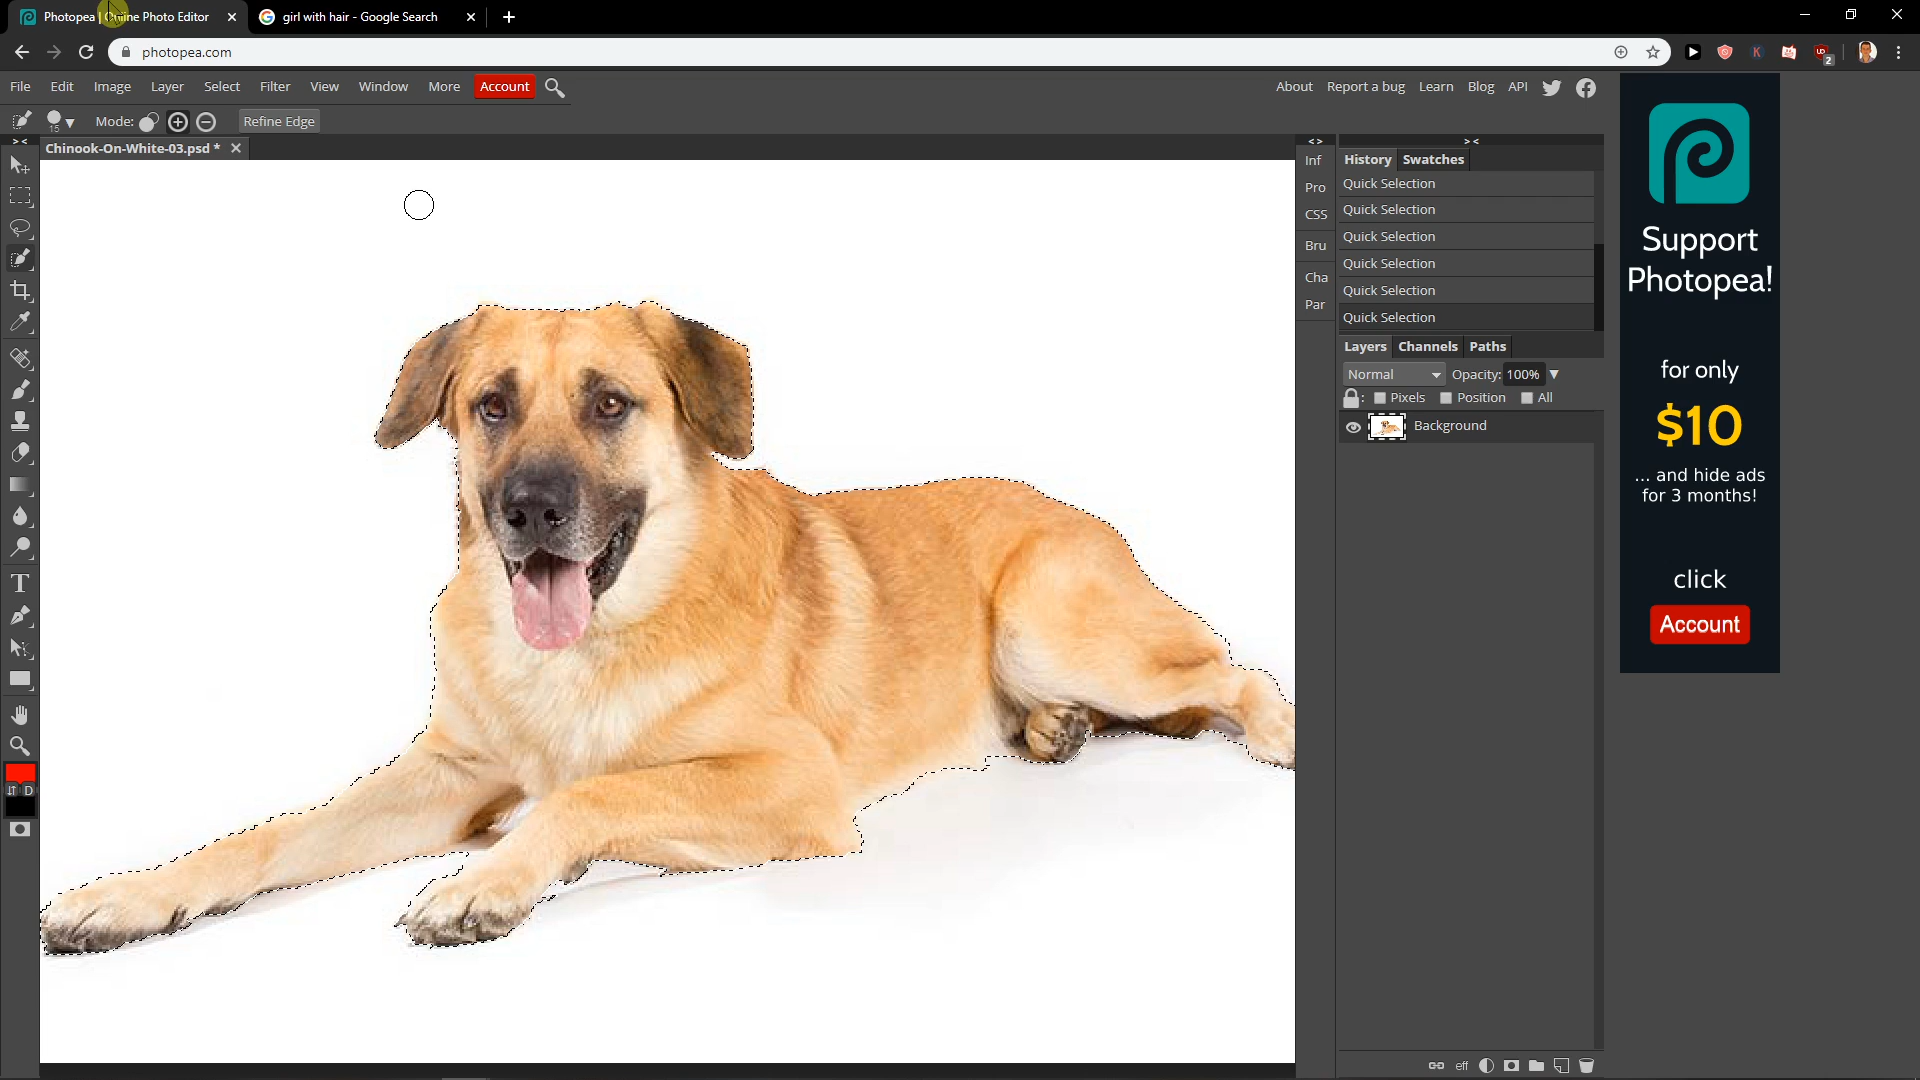 Photopea | Online Photo Editor
girl with hair - Google Search
photopea.com
2
File Edit Image Layer Select Filter View Window More Account
About Report a bug Learn Blog API
15
Mode:
Refine Edge
Chinook-On-White-03.psd *
> <
< >
> <
Inf
Pro
CSS
Bru
Cha
Par
History Swatches
Quick Selection
Quick Selection
Quick Selection
Quick Selection
Quick Selection
Quick Selection
Layers Channels Paths
Normal Opacity: 100%
: Pixels Position All
Background
T
D
eff
Support
Photopea!
for only
$10
... and hide ads
for 3 months!
click
Account